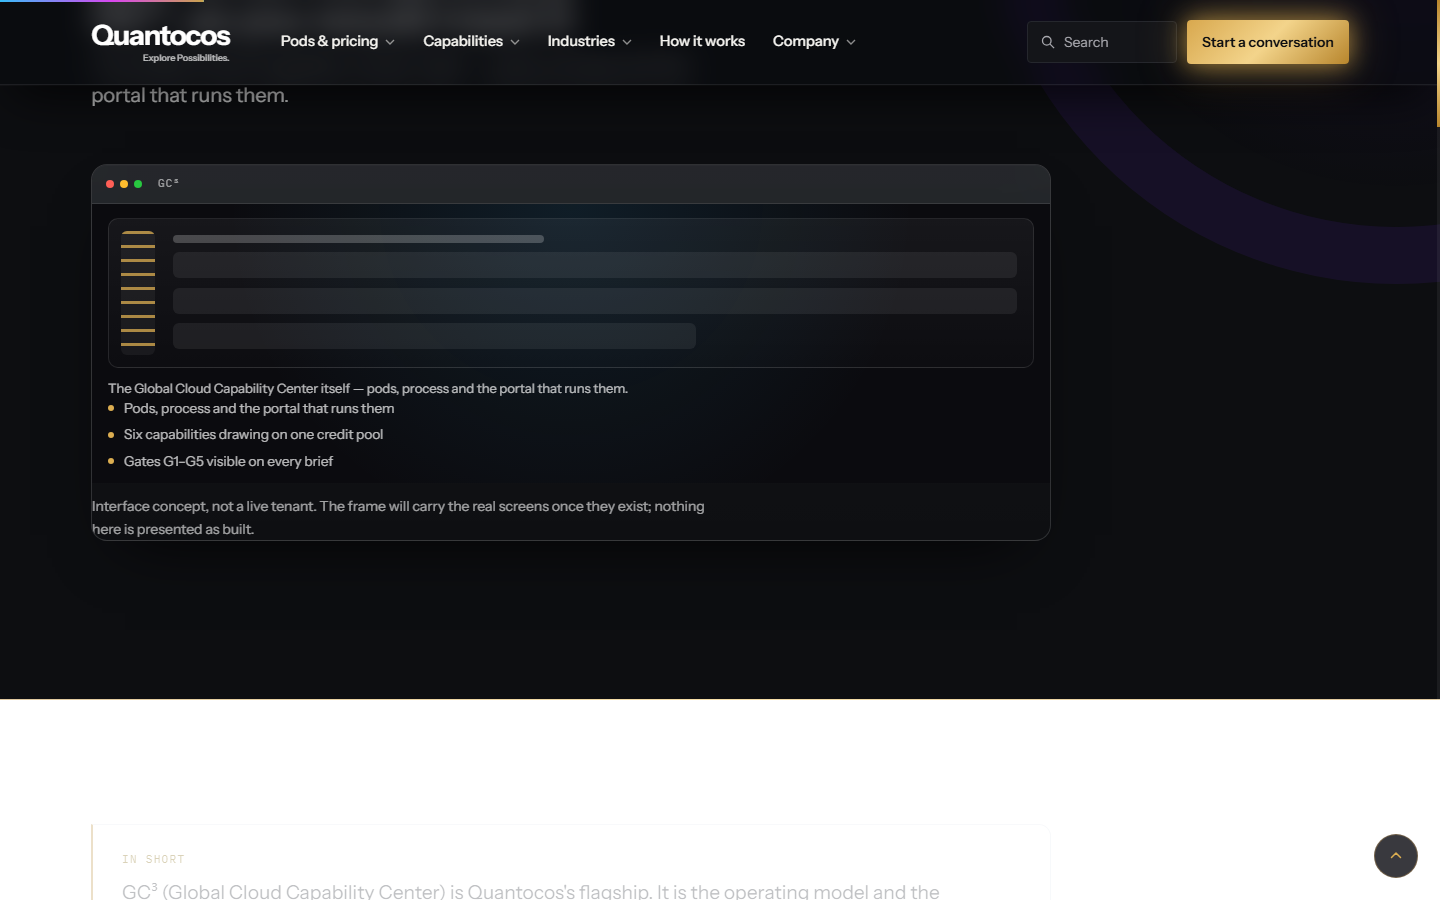 Quantocos
Explore Possibilities.
Pods & pricing
Capabilities
Industries
How it works
Company
Search
Start a conversation
portal that runs them.
GC³
The Global Cloud Capability Center itself — pods, process and the portal that runs them.
Pods, process and the portal that runs them
Six capabilities drawing on one credit pool
Gates G1–G5 visible on every brief
Interface concept, not a live tenant. The frame will carry the real screens once they exist; nothing
here is presented as built.
IN SHORT
GC³ (Global Cloud Capability Center) is Quantocos's flagship. It is the operating model and the